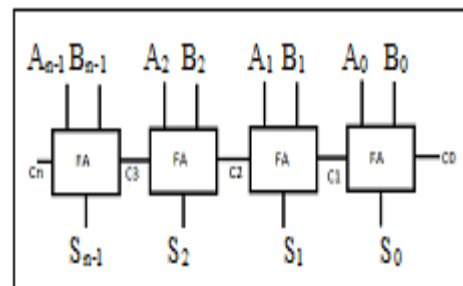 Aₙ₋₁ Bₙ₋₁ A₂ B₂ A₁ B₁ A₀ B₀
Cn FA C3 FA C2 FA C1 FA C0
Sₙ₋₁ S₂ S₁ S₀